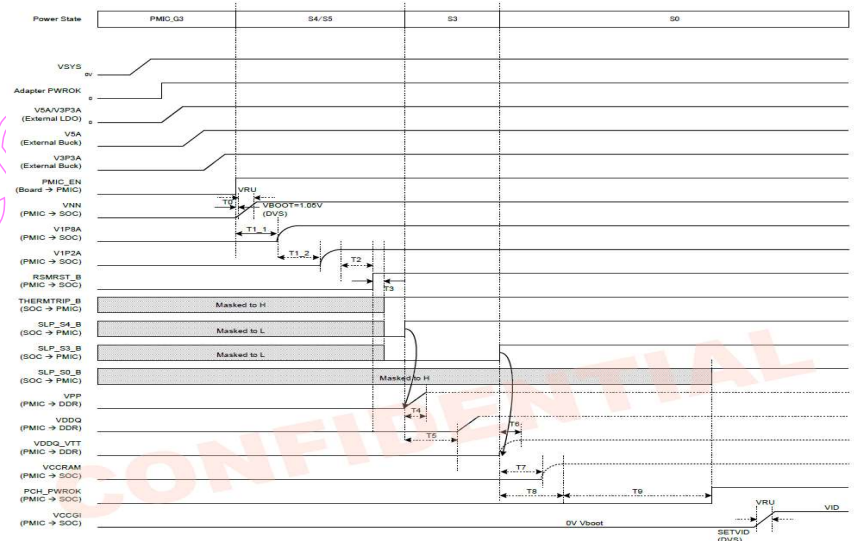 Power State PMIC_G3 S4/S5 S3 S0
VSYS
0V
Adapter PWROK
0
V5A/V3P3A
(External LDO)
0
V5A
(External Buck)
V3P3A
(External Buck)
PMIC_EN
(Board → PMIC)
VRU
VNN
(PMIC → SOC)
T0
VBOOT=1.05V
(DVS)
V1P8A
(PMIC → SOC)
T1_1
V1P2A
(PMIC → SOC)
T1_2
T2
RSMRST_B
(PMIC → SOC)
T3
THERMTRIP_B
(SOC → PMIC)
Masked to H
SLP_S4_B
(SOC → PMIC)
Masked to L
SLP_S3_B
(SOC → PMIC)
Masked to L
SLP_S0_B
(SOC → PMIC)
Masked to H
VPP
(PMIC → DDR)
T4
VDDQ
(PMIC → DDR)
T5
T6
VDDQ_VTT
(PMIC → DDR)
VCCRAM
(PMIC → SOC)
T7
PCH_PWROK
(PMIC → SOC)
T8 T9
VCCGI
(PMIC → SOC)
0V Vboot
VRU
VID
SETVID
(DVS)
CONFIDENTIAL